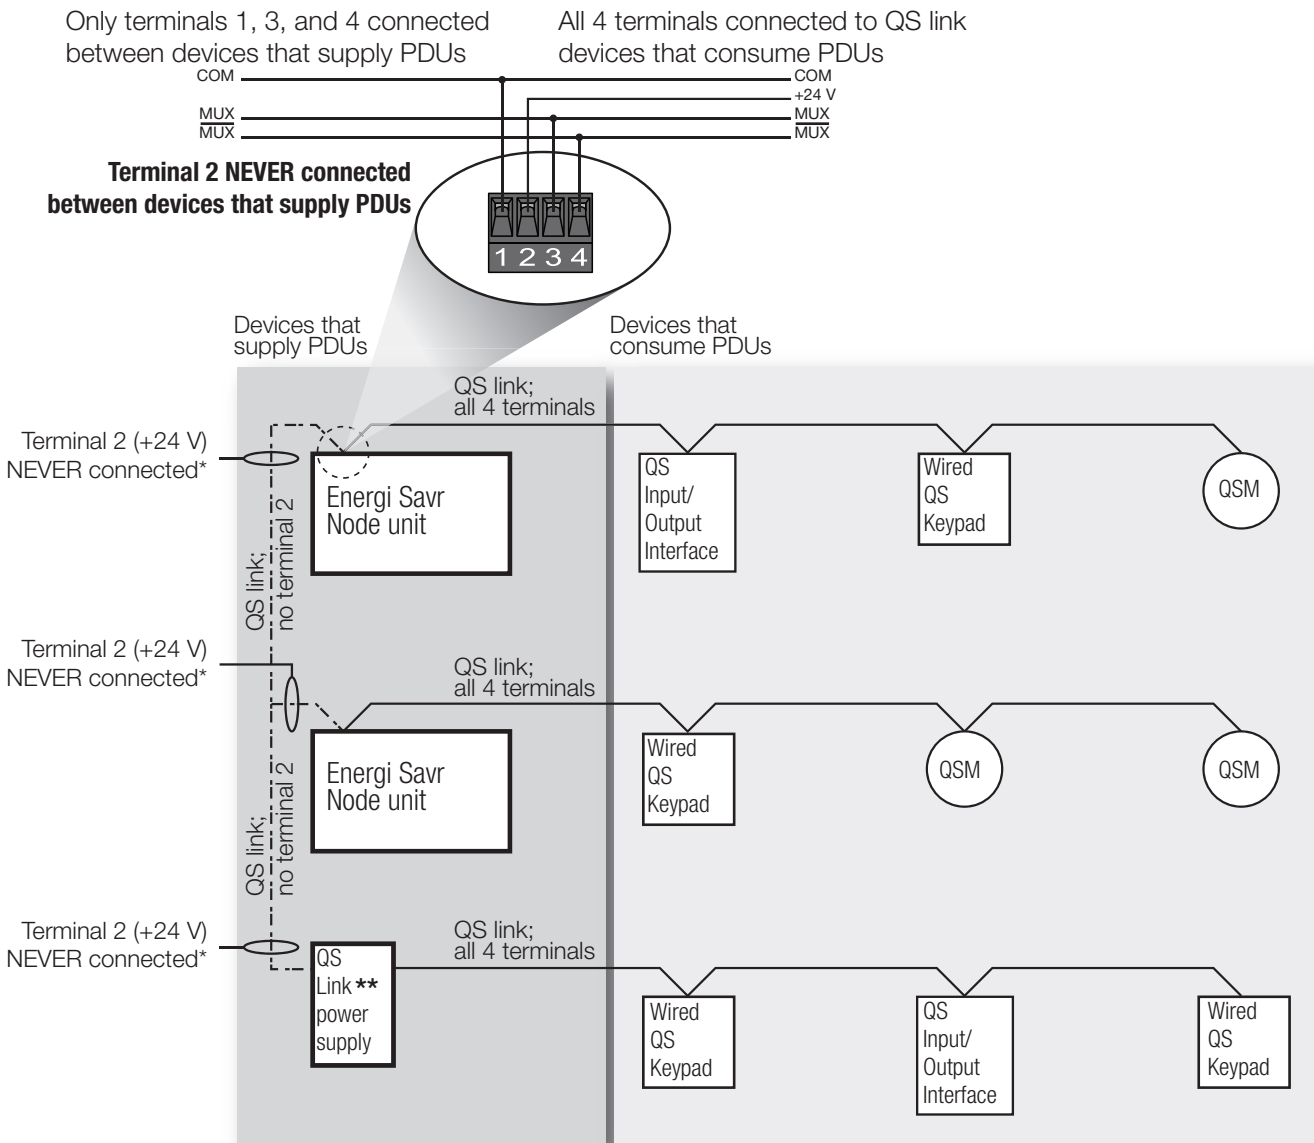 Only terminals 1, 3, and 4 connected
between devices that supply PDUs
All 4 terminals connected to QS link
devices that consume PDUs
COM
MUX
MUX
COM
+24 V
MUX
MUX
Terminal 2 NEVER connected
between devices that supply PDUs
1 2 3 4
Devices that
supply PDUs
Devices that
consume PDUs
QS link;
all 4 terminals
Terminal 2 (+24 V)
NEVER connected*
QS link;
no terminal 2
Energi Savr
Node unit
QS
Input/
Output
Interface
Wired
QS
Keypad
QSM
Terminal 2 (+24 V)
NEVER connected*
QS link;
all 4 terminals
QS link;
no terminal 2
Energi Savr
Node unit
Wired
QS
Keypad
QSM
QSM
Terminal 2 (+24 V)
NEVER connected*
QS link;
all 4 terminals
QS
Link**
power
supply
Wired
QS
Keypad
QS
Input/
Output
Interface
Wired
QS
Keypad